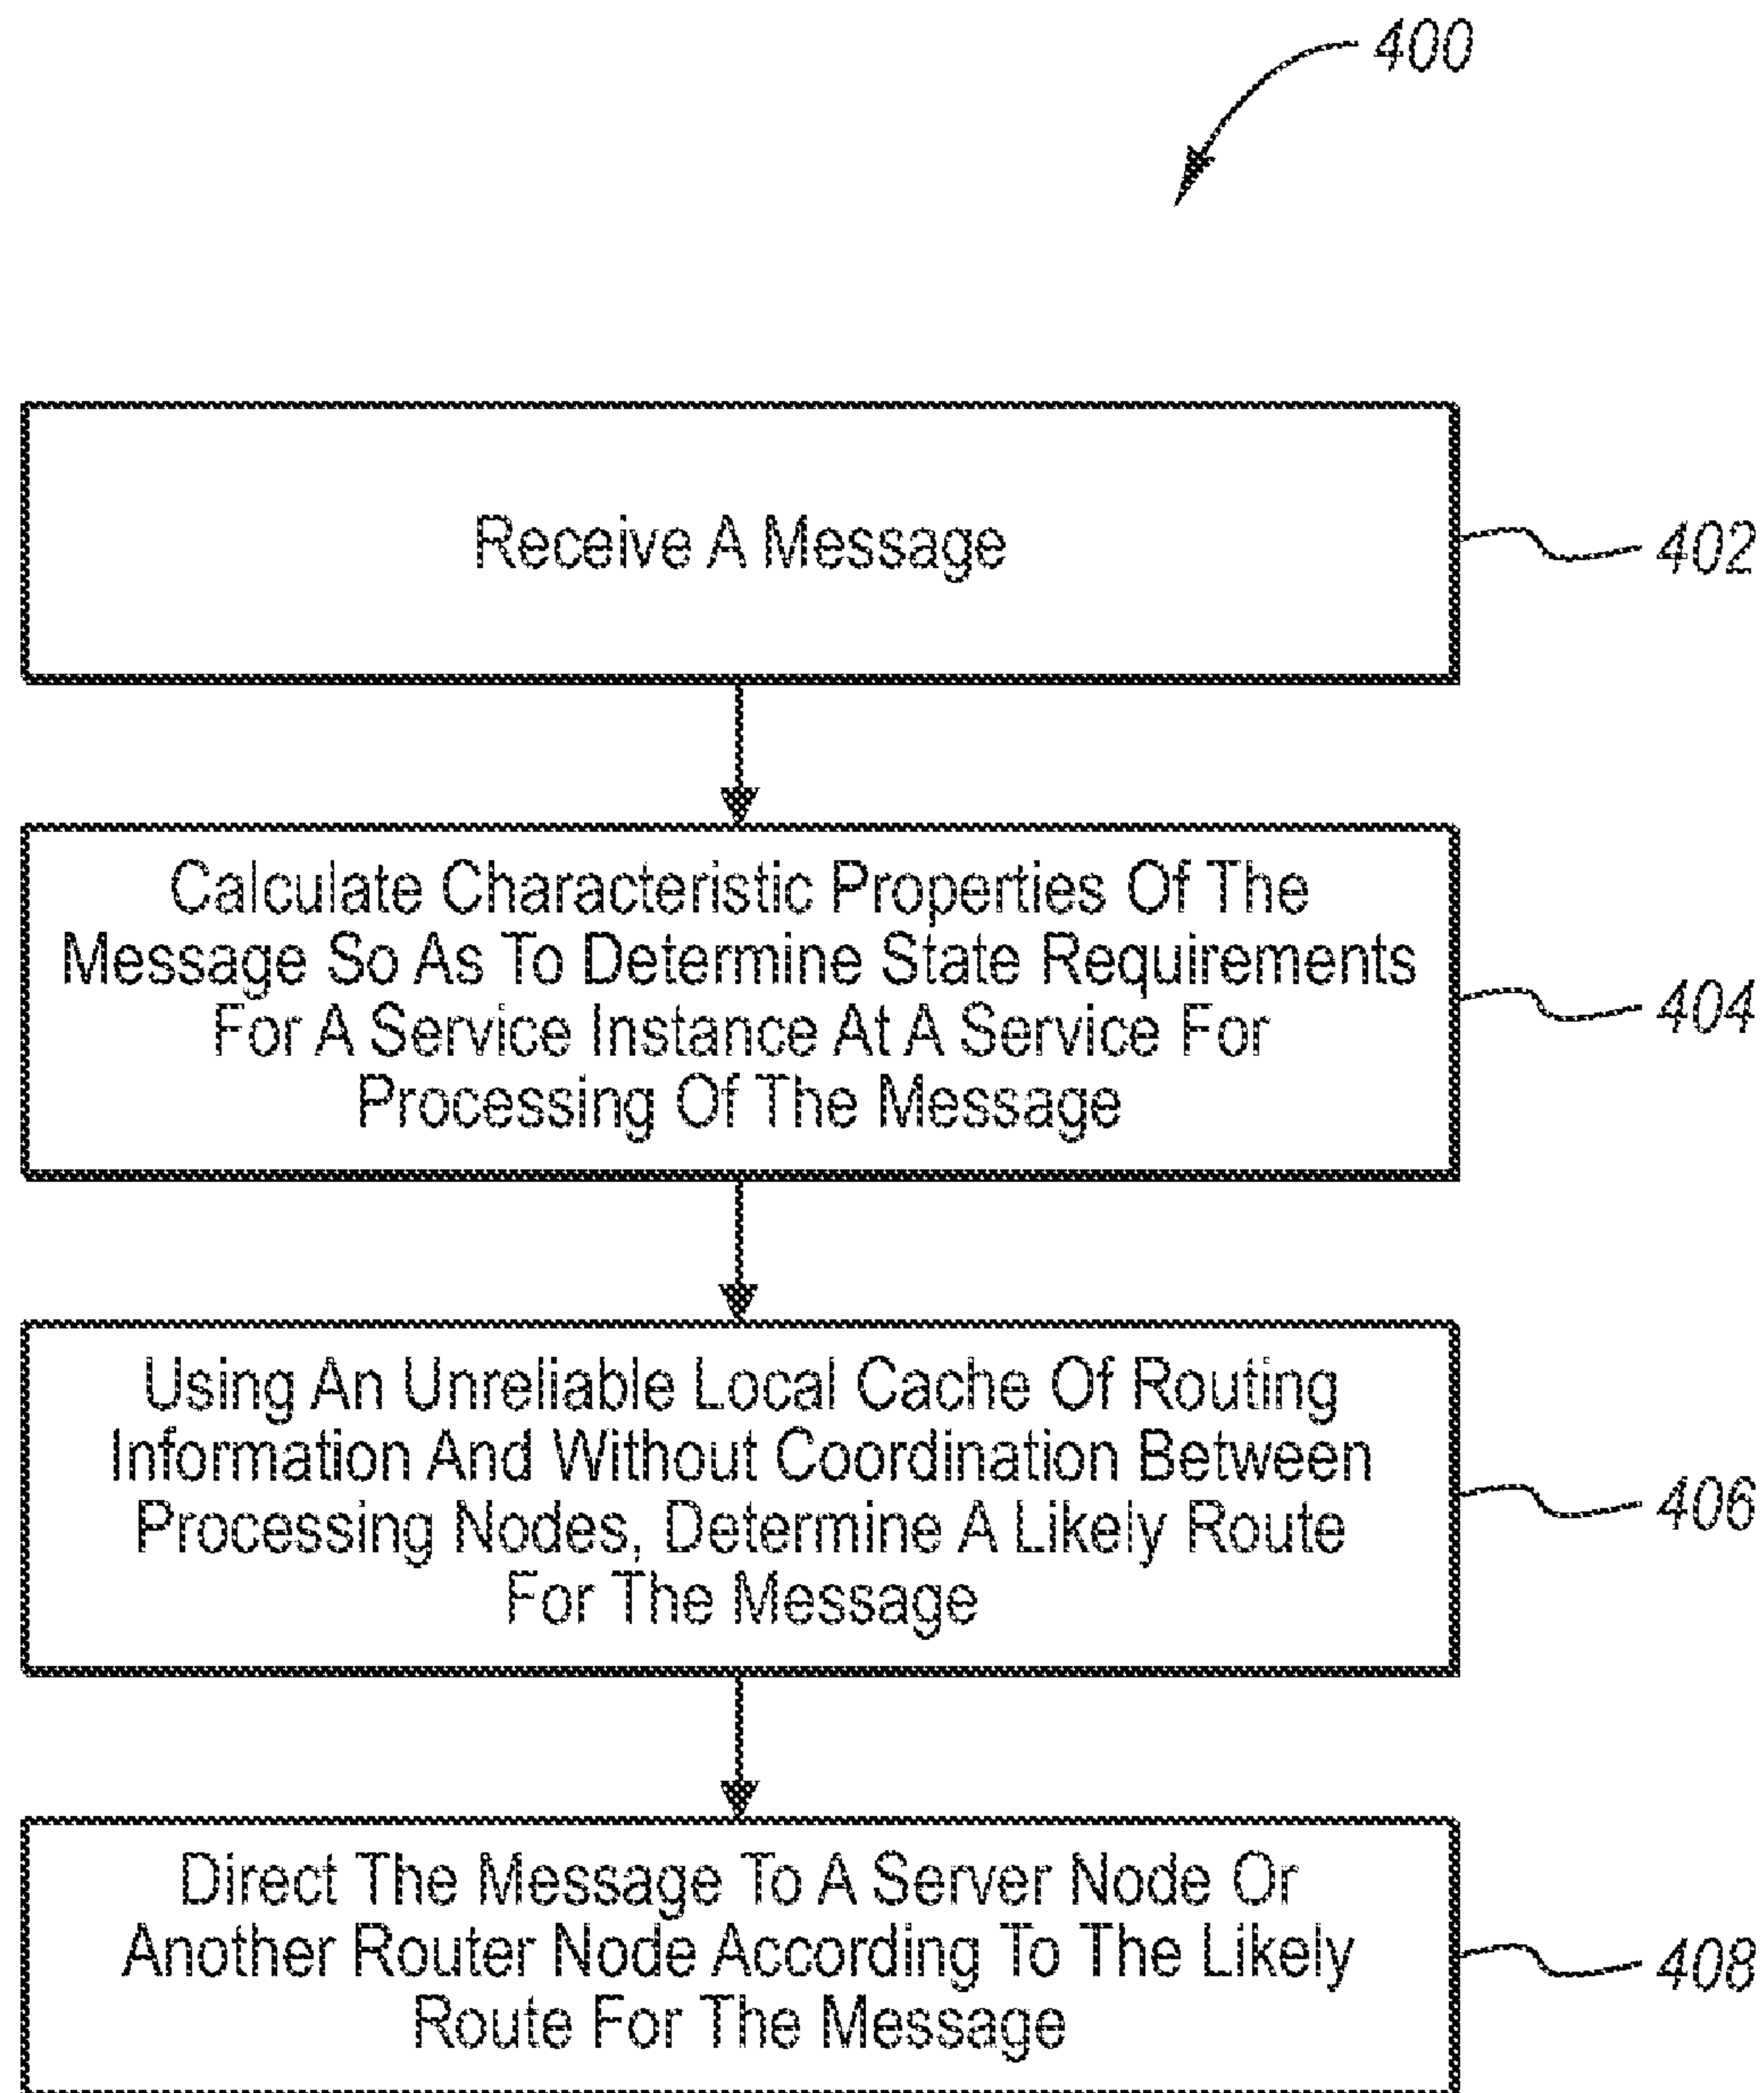 400
Receive A Message
402
Calculate Characteristic Properties Of The
Message So As To Determine State Requirements
For A Service Instance At A Service For
Processing Of The Message
404
Using An Unreliable Local Cache Of Routing
Information And Without Coordination Between
Processing Nodes, Determine A Likely Route
For The Message
406
Direct The Message To A Server Node Or
Another Router Node According To The Likely
Route For The Message
408